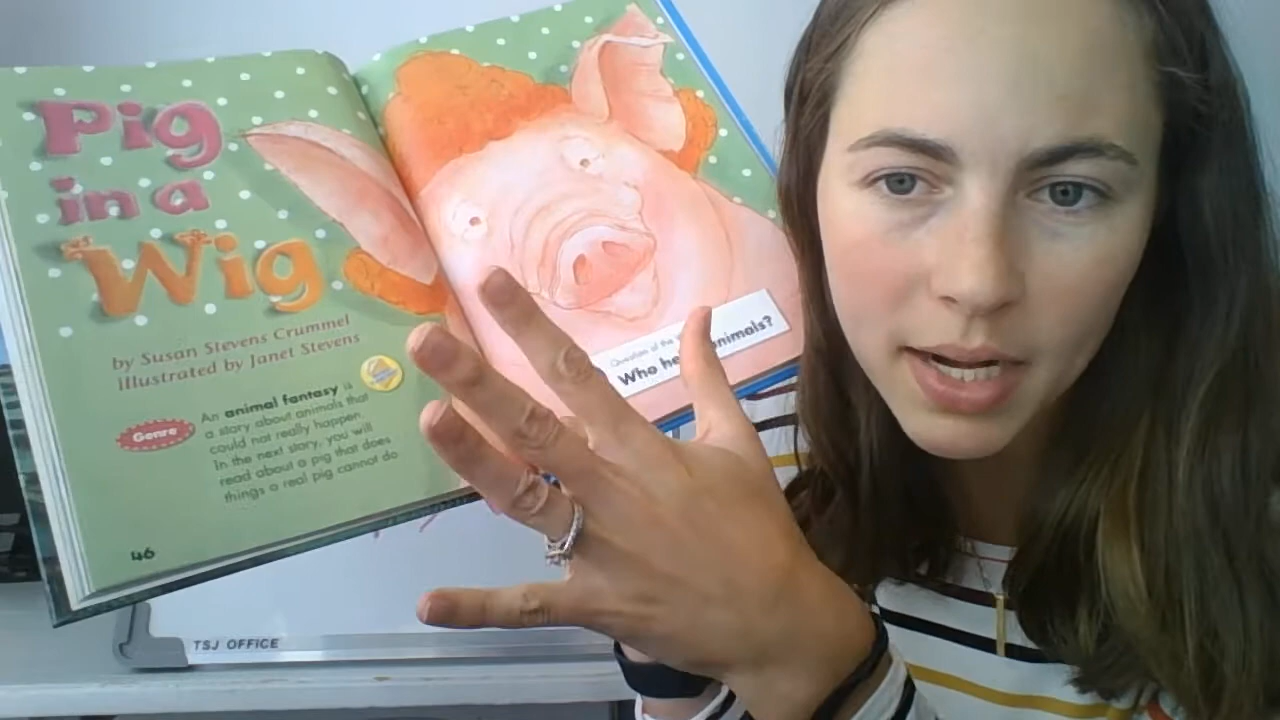 Pig
in a
Wig
by Susan Stevens Crummel
Illustrated by Janet Stevens
Genre
An animal fantasy is
a story about animals that
could not really happen.
In the next story, you will
read about a pig that does
things a real pig cannot do
46
Question of the
Who animals?
TSJ OFFICE